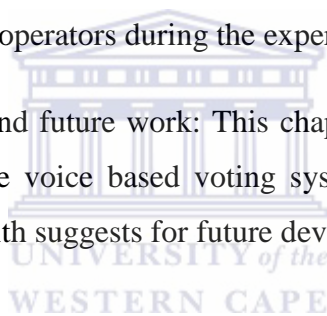 operators during the exper
nd future work: This chap
e voice based voting sys
ith suggests for future dev
UNIVERSITY of the
WESTERN CAPE